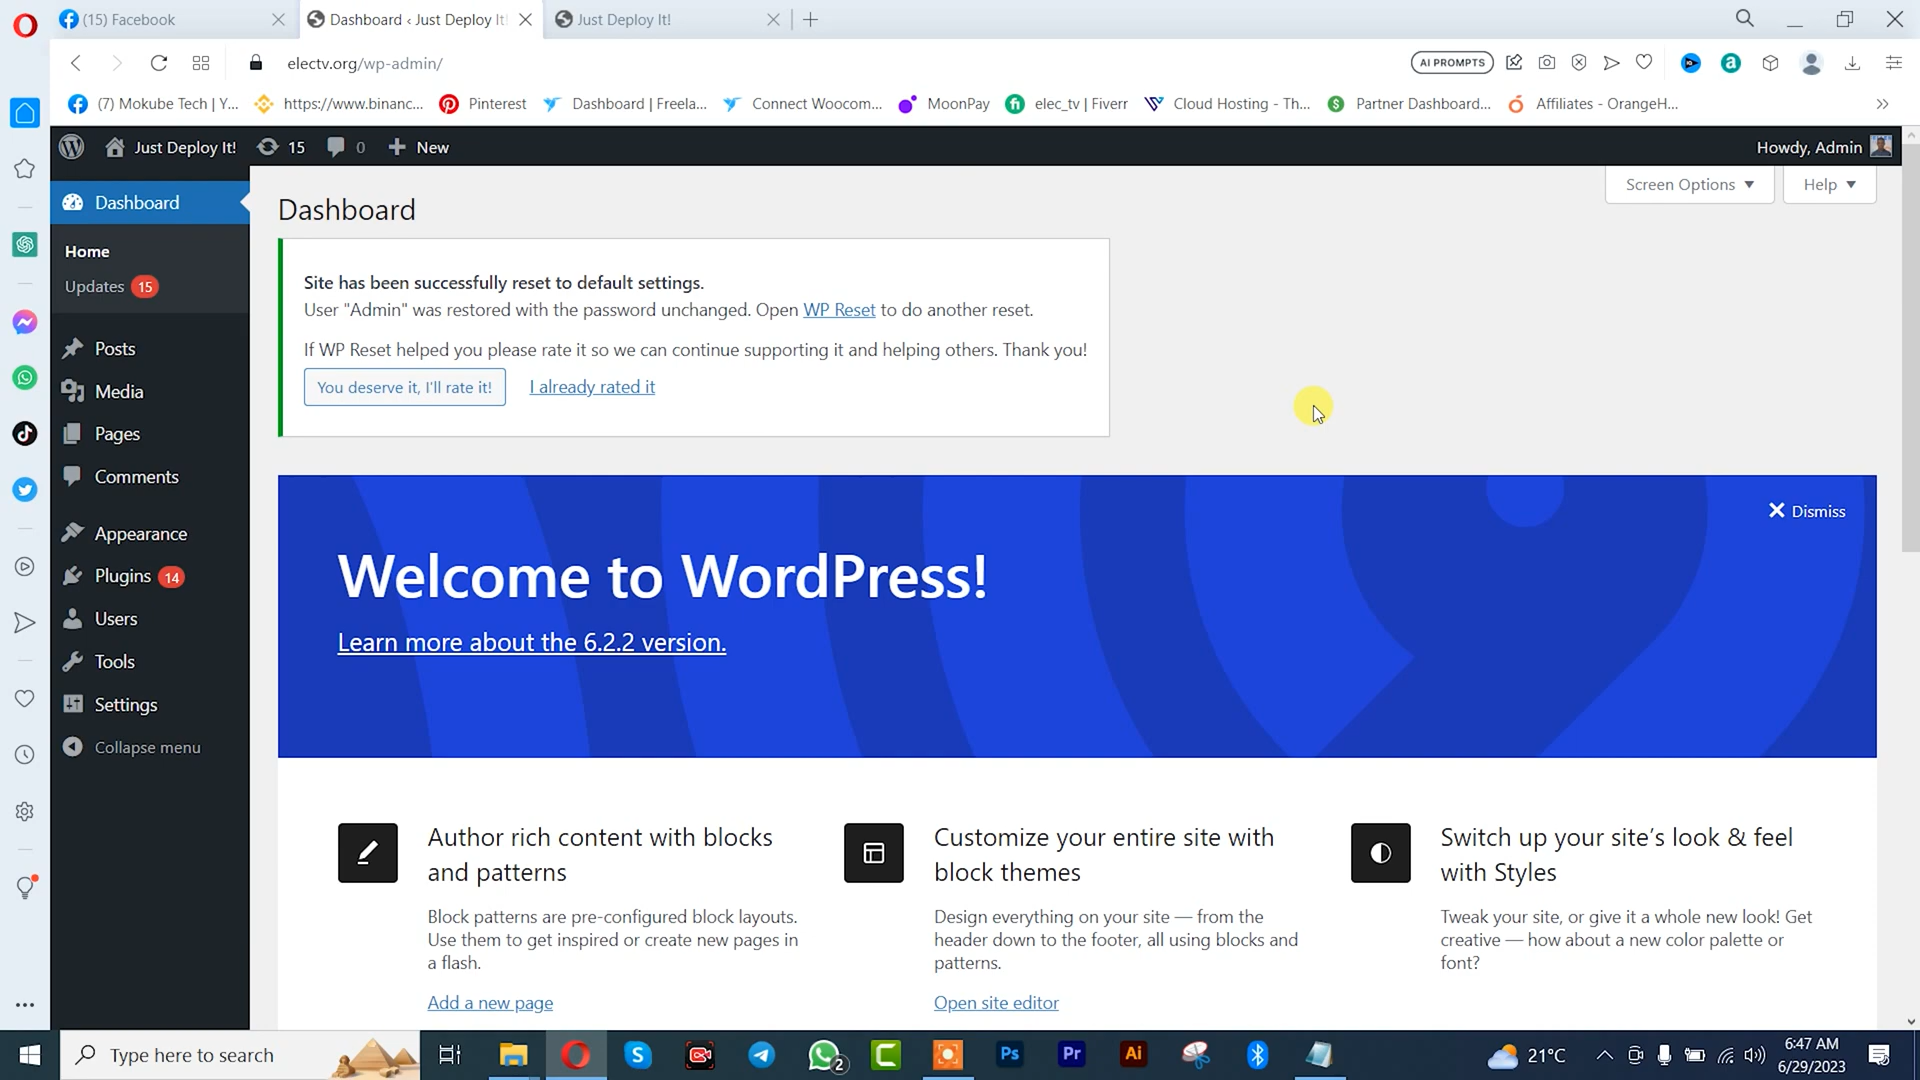 (15) Facebook
Dashboard ‹ Just Deploy It!
Just Deploy It!
electv.org/wp-admin/
AI PROMPTS
(7) Mokube Tech | Y...
https://www.binanc...
Pinterest
Dashboard | Freela...
Connect Woocom...
MoonPay
elec_tv | Fiverr
Cloud Hosting - Th...
Partner Dashboard...
Affiliates - OrangeH...
Just Deploy It!
15
0
New
Howdy, Admin
Dashboard
Home
Updates 15
Posts
Media
Pages
Comments
Appearance
Plugins 14
Users
Tools
Settings
Collapse menu
Screen Options
Help
Dashboard
Site has been successfully reset to default settings.
User "Admin" was restored with the password unchanged. Open WP Reset to do another reset.
If WP Reset helped you please rate it so we can continue supporting it and helping others. Thank you!
You deserve it, I'll rate it!
I already rated it
Dismiss
Welcome to WordPress!
Learn more about the 6.2.2 version.
Author rich content with blocks
and patterns
Block patterns are pre-configured block layouts.
Use them to get inspired or create new pages in
a flash.
Add a new page
Customize your entire site with
block themes
Design everything on your site — from the
header down to the footer, all using blocks and
patterns.
Open site editor
Switch up your site's look & feel
with Styles
Tweak your site, or give it a whole new look! Get
creative — how about a new color palette or
font?
Type here to search
S
2
C
Ps
Pr
Ai
21°C
6:47 AM
6/29/2023